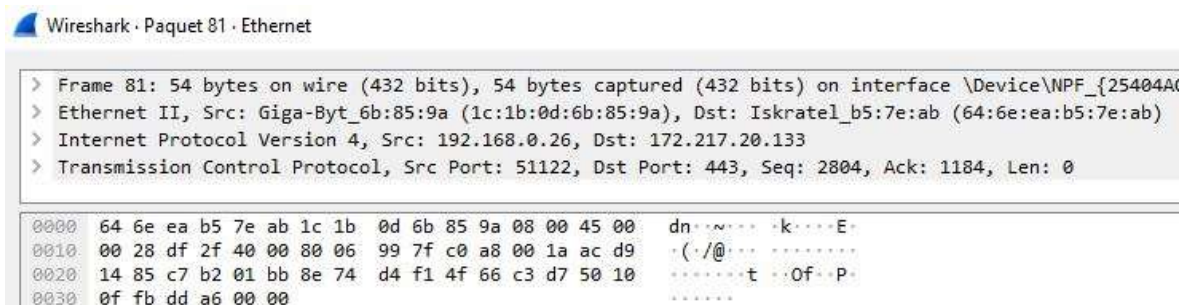 Wireshark · Paquet 81 · Ethernet
> Frame 81: 54 bytes on wire (432 bits), 54 bytes captured (432 bits) on interface \Device\NPF_{25404AC
> Ethernet II, Src: Giga-Byt_6b:85:9a (1c:1b:0d:6b:85:9a), Dst: Iskratel_b5:7e:ab (64:6e:ea:b5:7e:ab)
> Internet Protocol Version 4, Src: 192.168.0.26, Dst: 172.217.20.133
> Transmission Control Protocol, Src Port: 51122, Dst Port: 443, Seq: 2804, Ack: 1184, Len: 0
0000 64 6e ea b5 7e ab 1c 1b 0d 6b 85 9a 08 00 45 00 dn··~··· ·k····E·
0010 00 28 df 2f 40 00 80 06 99 7f c0 a8 00 1a ac d9 ·(·/@··· ········
0020 14 85 c7 b2 01 bb 8e 74 d4 f1 4f 66 c3 d7 50 10 ·······t ··Of··P·
0030 0f fb dd a6 00 00 ······